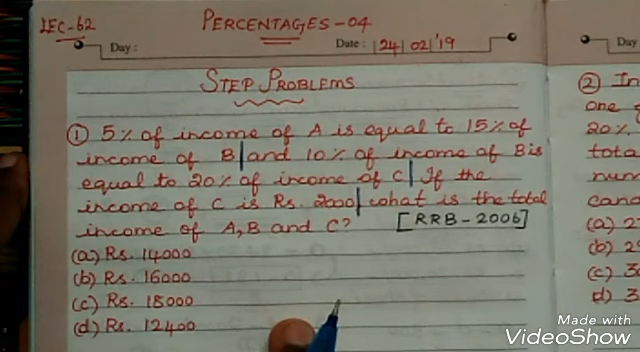 LEC-62
PERCENTAGES-04
Day :
Date : 24/02/'19
STEP PROBLEMS
① 5% of income of A is equal to 15% of
income of B and 10% of income of B is
equal to 20% of income of C. If the
income of C is Rs. 2000 what is the total
income of A, B and C? [RRB-2006]
(a) Rs. 14000
(b) Rs. 16000
(c) Rs. 18000
(d) Rs. 12400
Day
② In
one
20%
tota
num
can
(a) 2
(b) 2
(c) 3
(d) 3
Made with
VideoShow